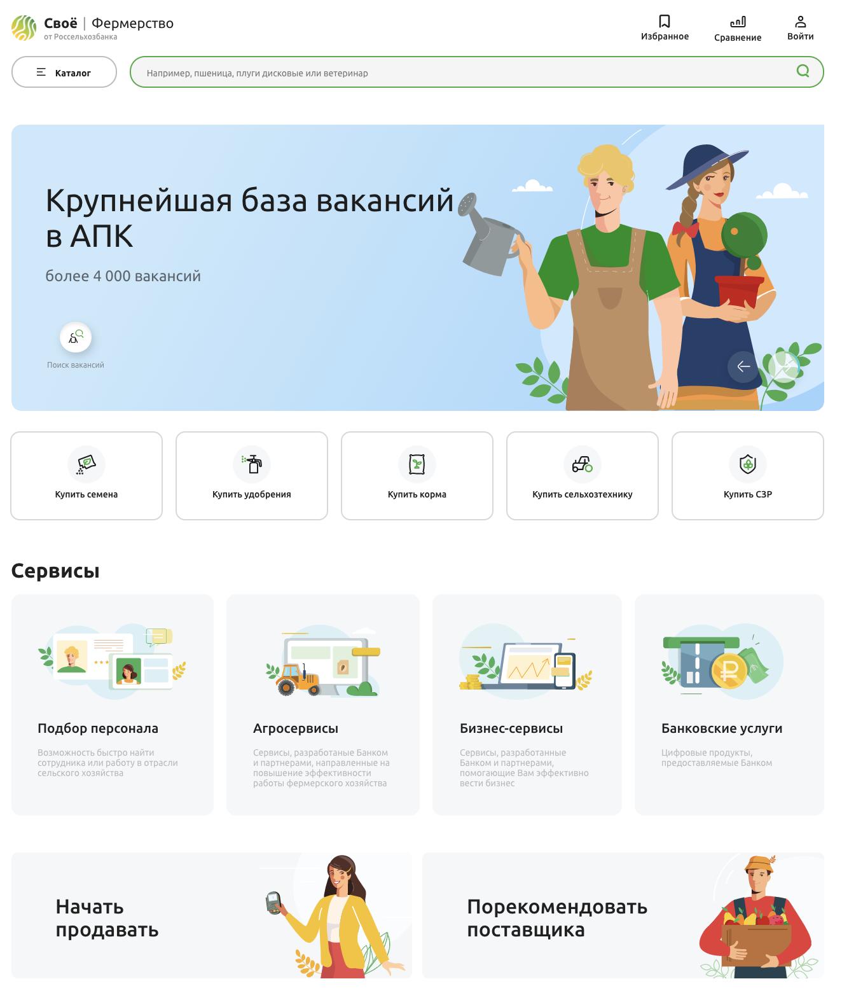 Своё | Фермерство
от Россельхозбанка
Избранное
Сравнение
Войти
Каталог
Например, пшеница, плуги дисковые или ветеринар
Крупнейшая база вакансий
в АПК
более 4 000 вакансий
Поиск вакансий
Купить семена
Купить удобрения
Купить корма
Купить сельхозтехнику
Купить СЗР
Сервисы
Подбор персонала
Возможность быстро найти
сотрудника или работу в отрасли
сельского хозяйства
Агросервисы
Сервисы, разработаные Банком
и партнерами, направленные на
повышение эффективности
работы фермерского хозяйства
Бизнес-сервисы
Сервисы, разработанные
Банком и партнерами,
помогающие Вам эффективно
вести бизнес
Банковские услуги
Цифровые продукты,
предоставляемые Банком
Начать
продавать
Порекомендовать
поставщика